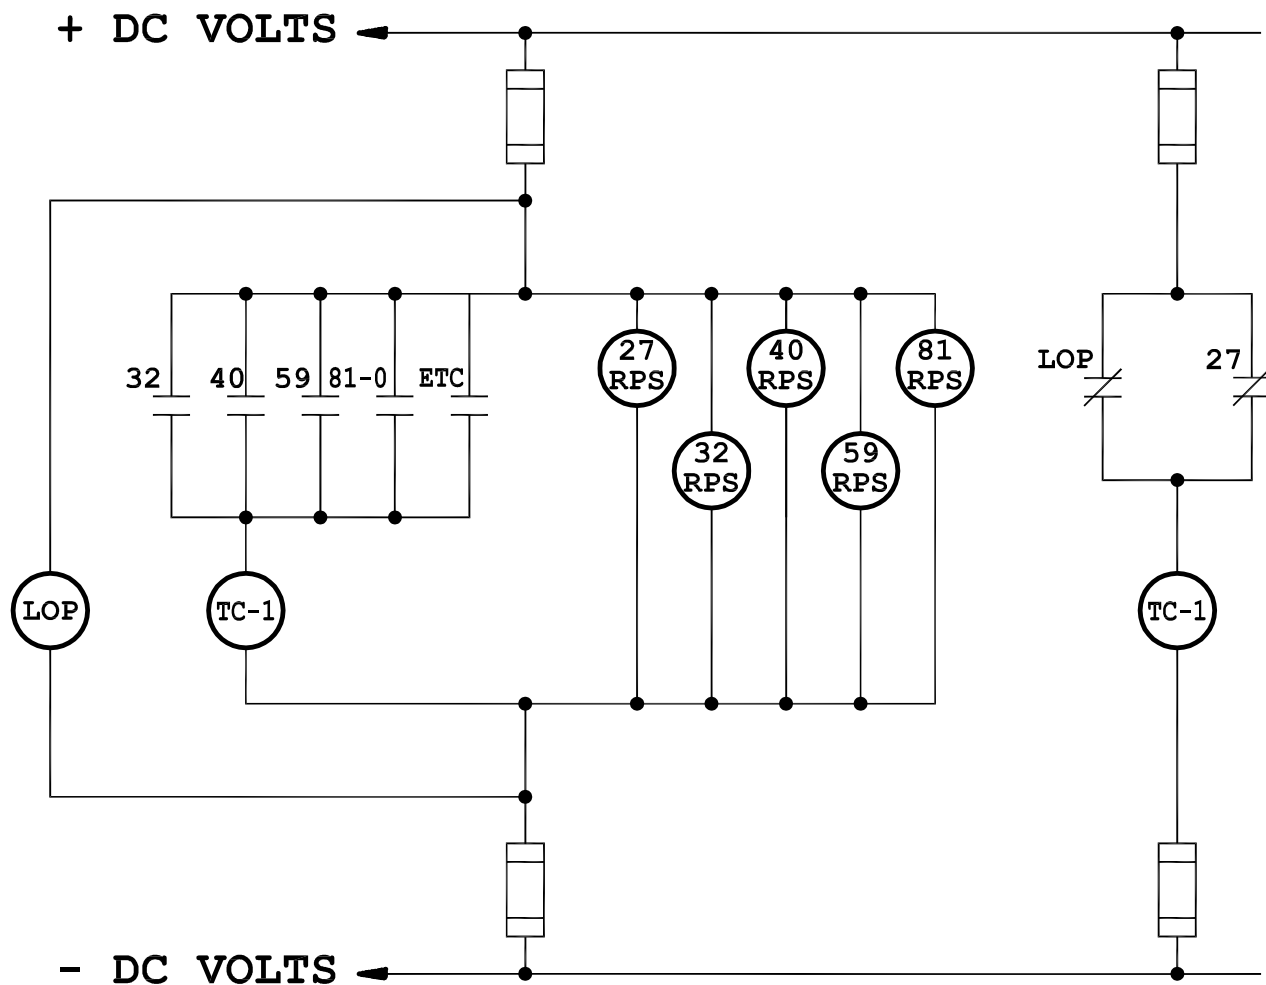 + DC VOLTS
27
RPS
40
RPS
81
RPS
32
40
59
81-0
ETC
LOP
27
32
RPS
59
RPS
LOP
TC-1
TC-1
- DC VOLTS